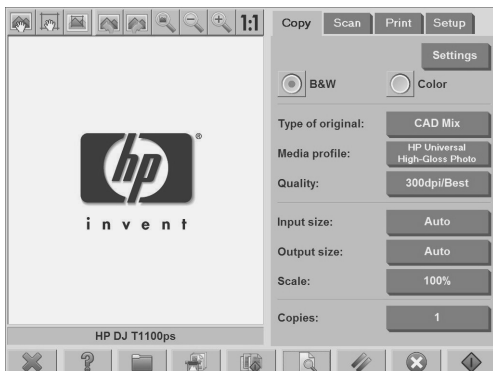 1:1
Copy Scan Print Setup
Settings
B&W Color
Type of original: CAD Mix
Media profile: HP Universal
High-Gloss Photo
Quality: 300dpi/Best
Input size: Auto
Output size: Auto
Scale: 100%
Copies: 1
hp®
invent
HP DJ T1100ps
?